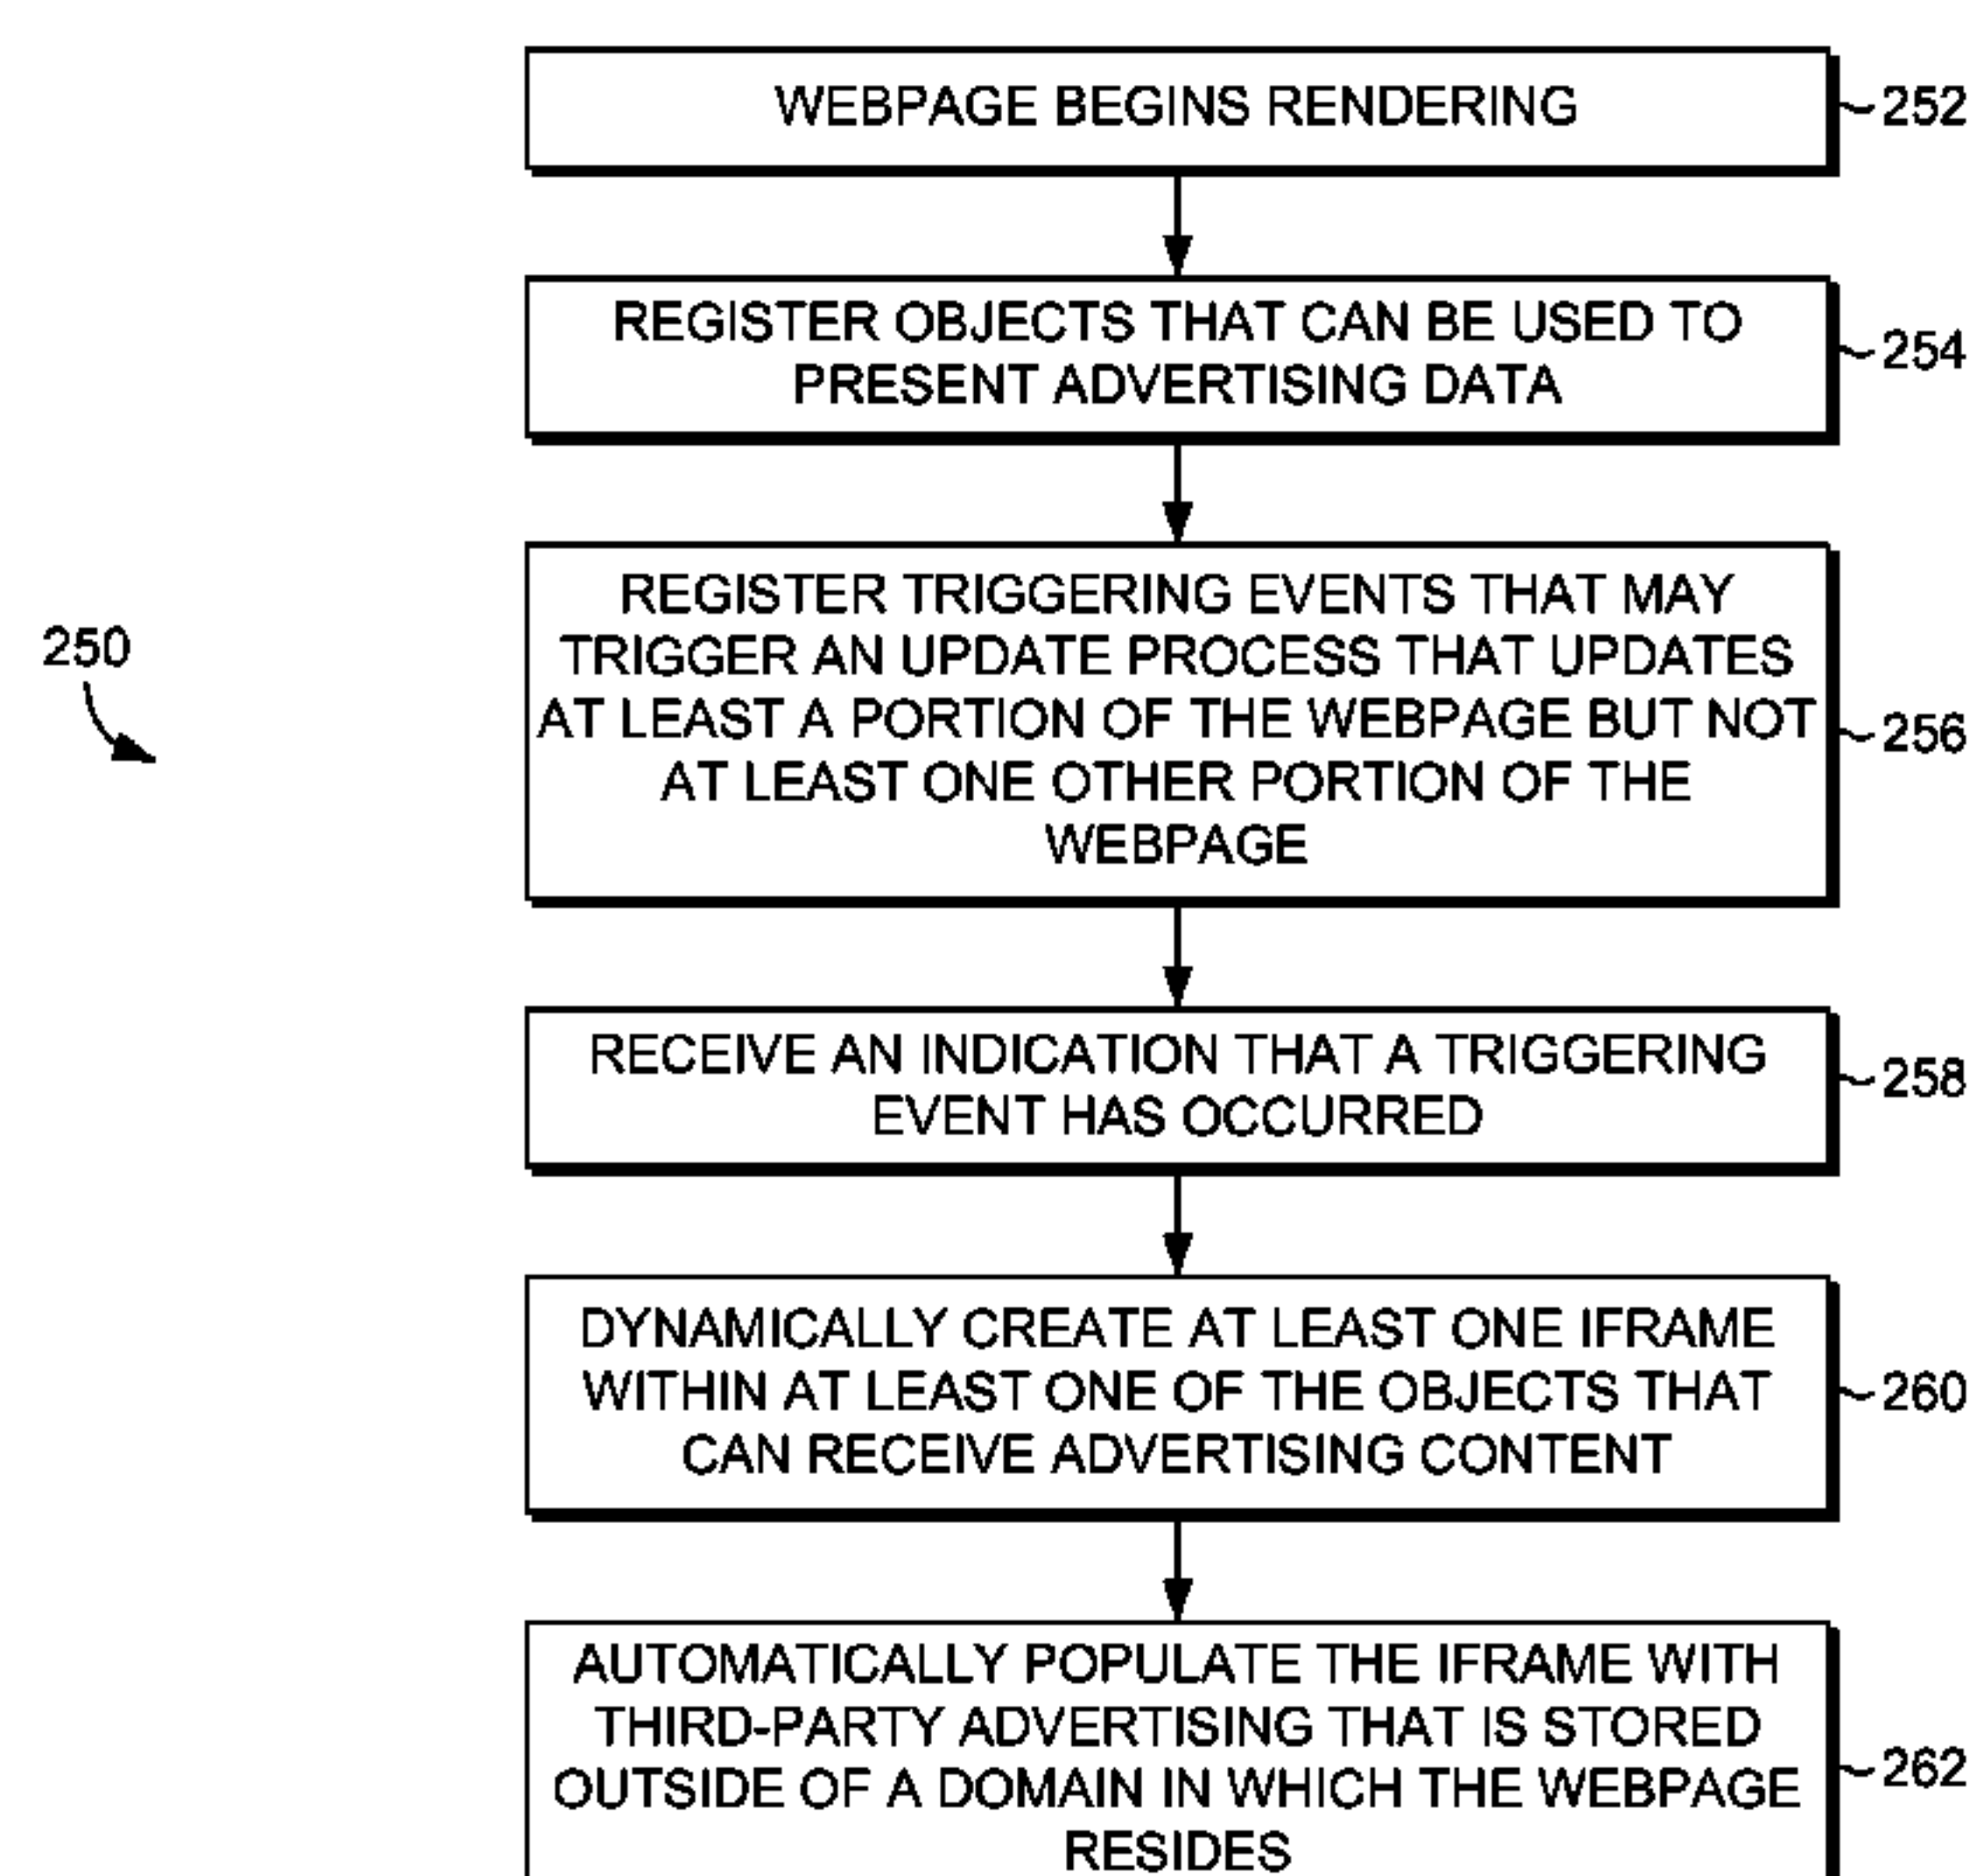 WEBPAGE BEGINS RENDERING
252
REGISTER OBJECTS THAT CAN BE USED TO
PRESENT ADVERTISING DATA
254
REGISTER TRIGGERING EVENTS THAT MAY
TRIGGER AN UPDATE PROCESS THAT UPDATES
AT LEAST A PORTION OF THE WEBPAGE BUT NOT
AT LEAST ONE OTHER PORTION OF THE
WEBPAGE
256
250
RECEIVE AN INDICATION THAT A TRIGGERING
EVENT HAS OCCURRED
258
DYNAMICALLY CREATE AT LEAST ONE IFRAME
WITHIN AT LEAST ONE OF THE OBJECTS THAT
CAN RECEIVE ADVERTISING CONTENT
260
AUTOMATICALLY POPULATE THE IFRAME WITH
THIRD-PARTY ADVERTISING THAT IS STORED
OUTSIDE OF A DOMAIN IN WHICH THE WEBPAGE
RESIDES
262